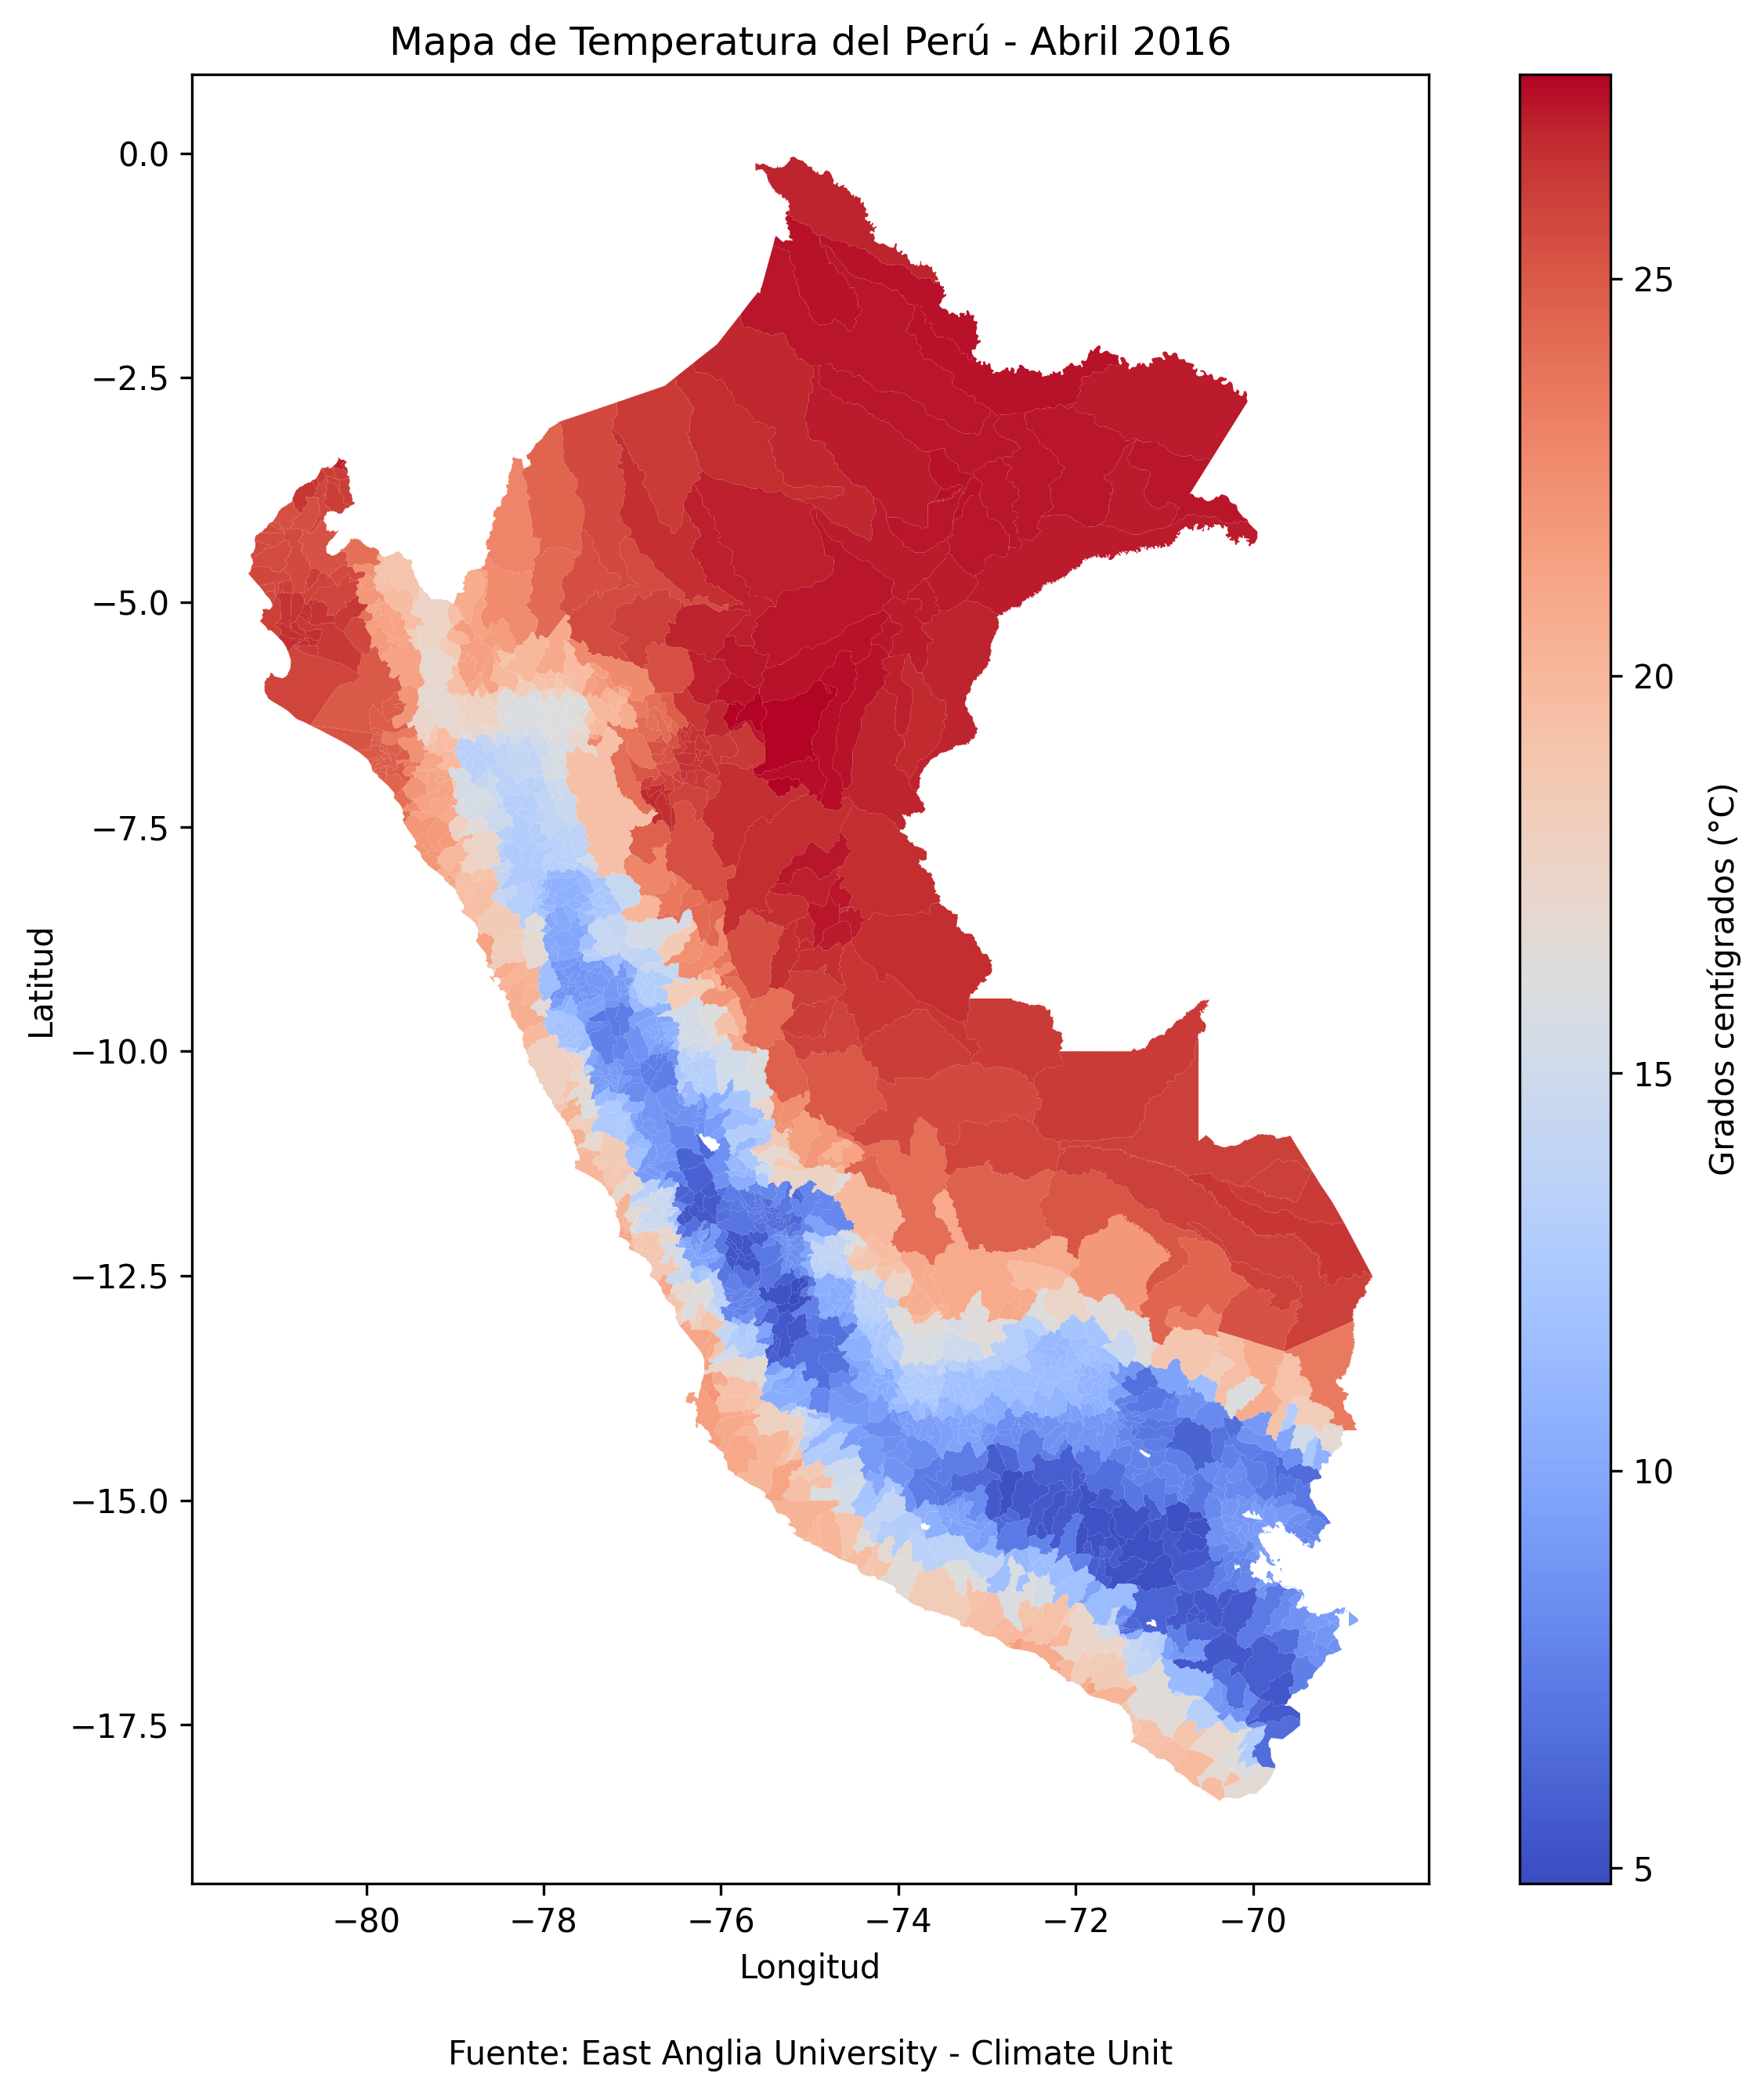 Mapa de Temperatura del Perú - Abril 2016
0.0
−2.5
−5.0
−7.5
−10.0
−12.5
−15.0
−17.5
Latitud
−80 −78 −76 −74 −72 −70
Longitud
25
20
15
10
5
Grados centígrados (°C)
Fuente: East Anglia University - Climate Unit